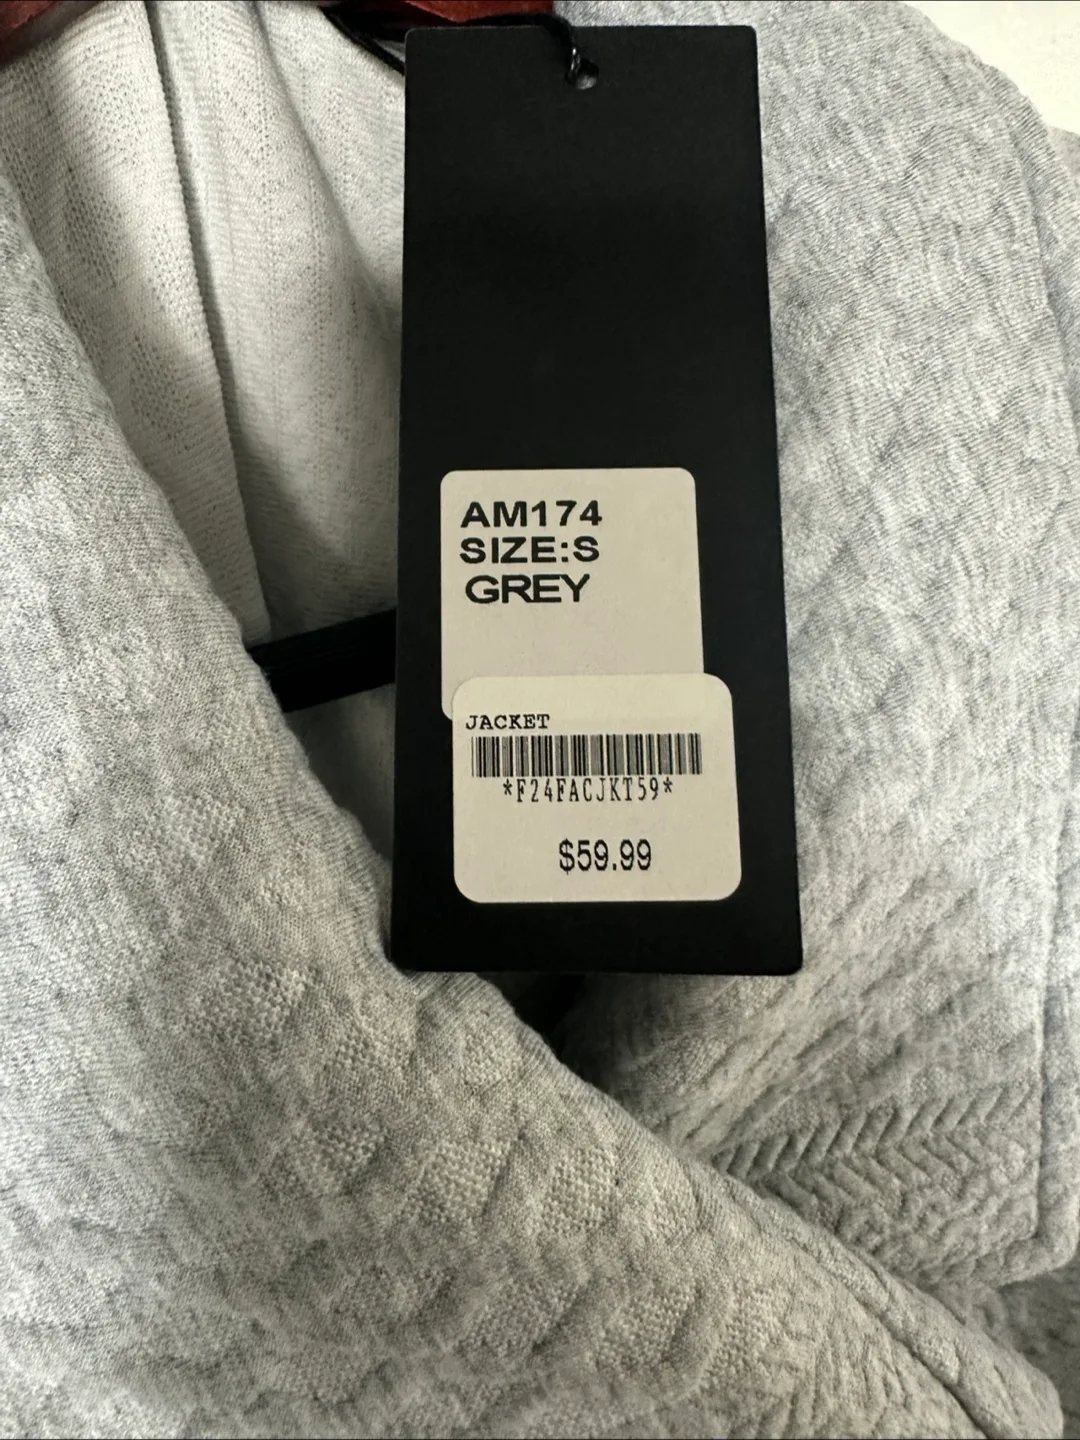 AM174
SIZE:S
GREY
JACKET
*F24FACJKT59*
$59.99